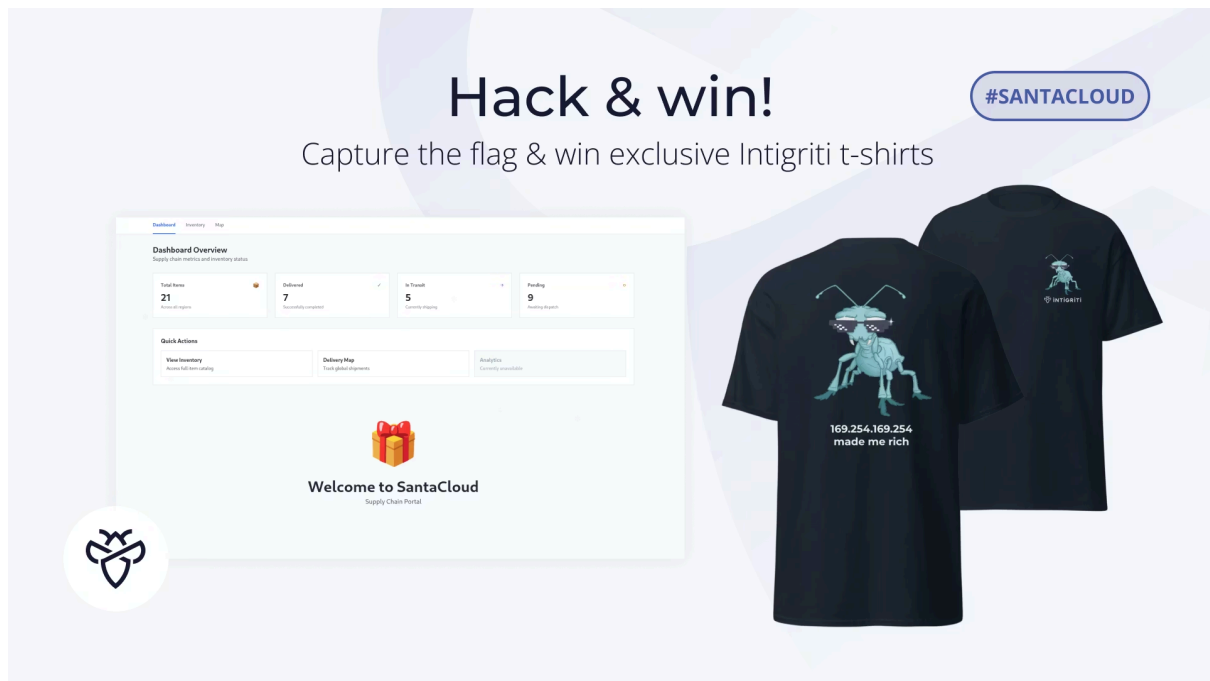 Hack & win!
#SANTACLOUD
Capture the flag & win exclusive Intigriti t-shirts
Dashboard Inventory Map
Dashboard Overview
Supply chain metrics and inventory status
Total Items
21
Across all regions
Delivered
7
Successfully completed
In Transit
5
Currently shipping
Pending
9
Awaiting dispatch
Quick Actions
View Inventory
Access full item catalog
Delivery Map
Track global shipments
Analytics
Currently unavailable
Welcome to SantaCloud
Supply Chain Portal
169.254.169.254
made me rich
INTIGRITI